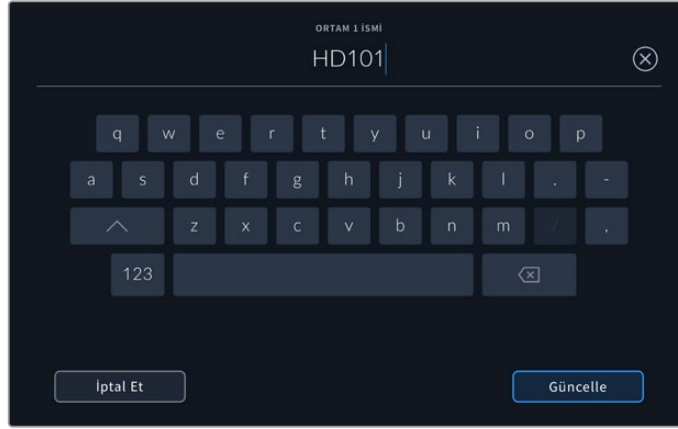 ORTAM 1 İSMİ
HD101
q w e r t y u i o p
a s d f g h j k l . -
z x c v b n m / ,
123
İptal Et
Güncelle